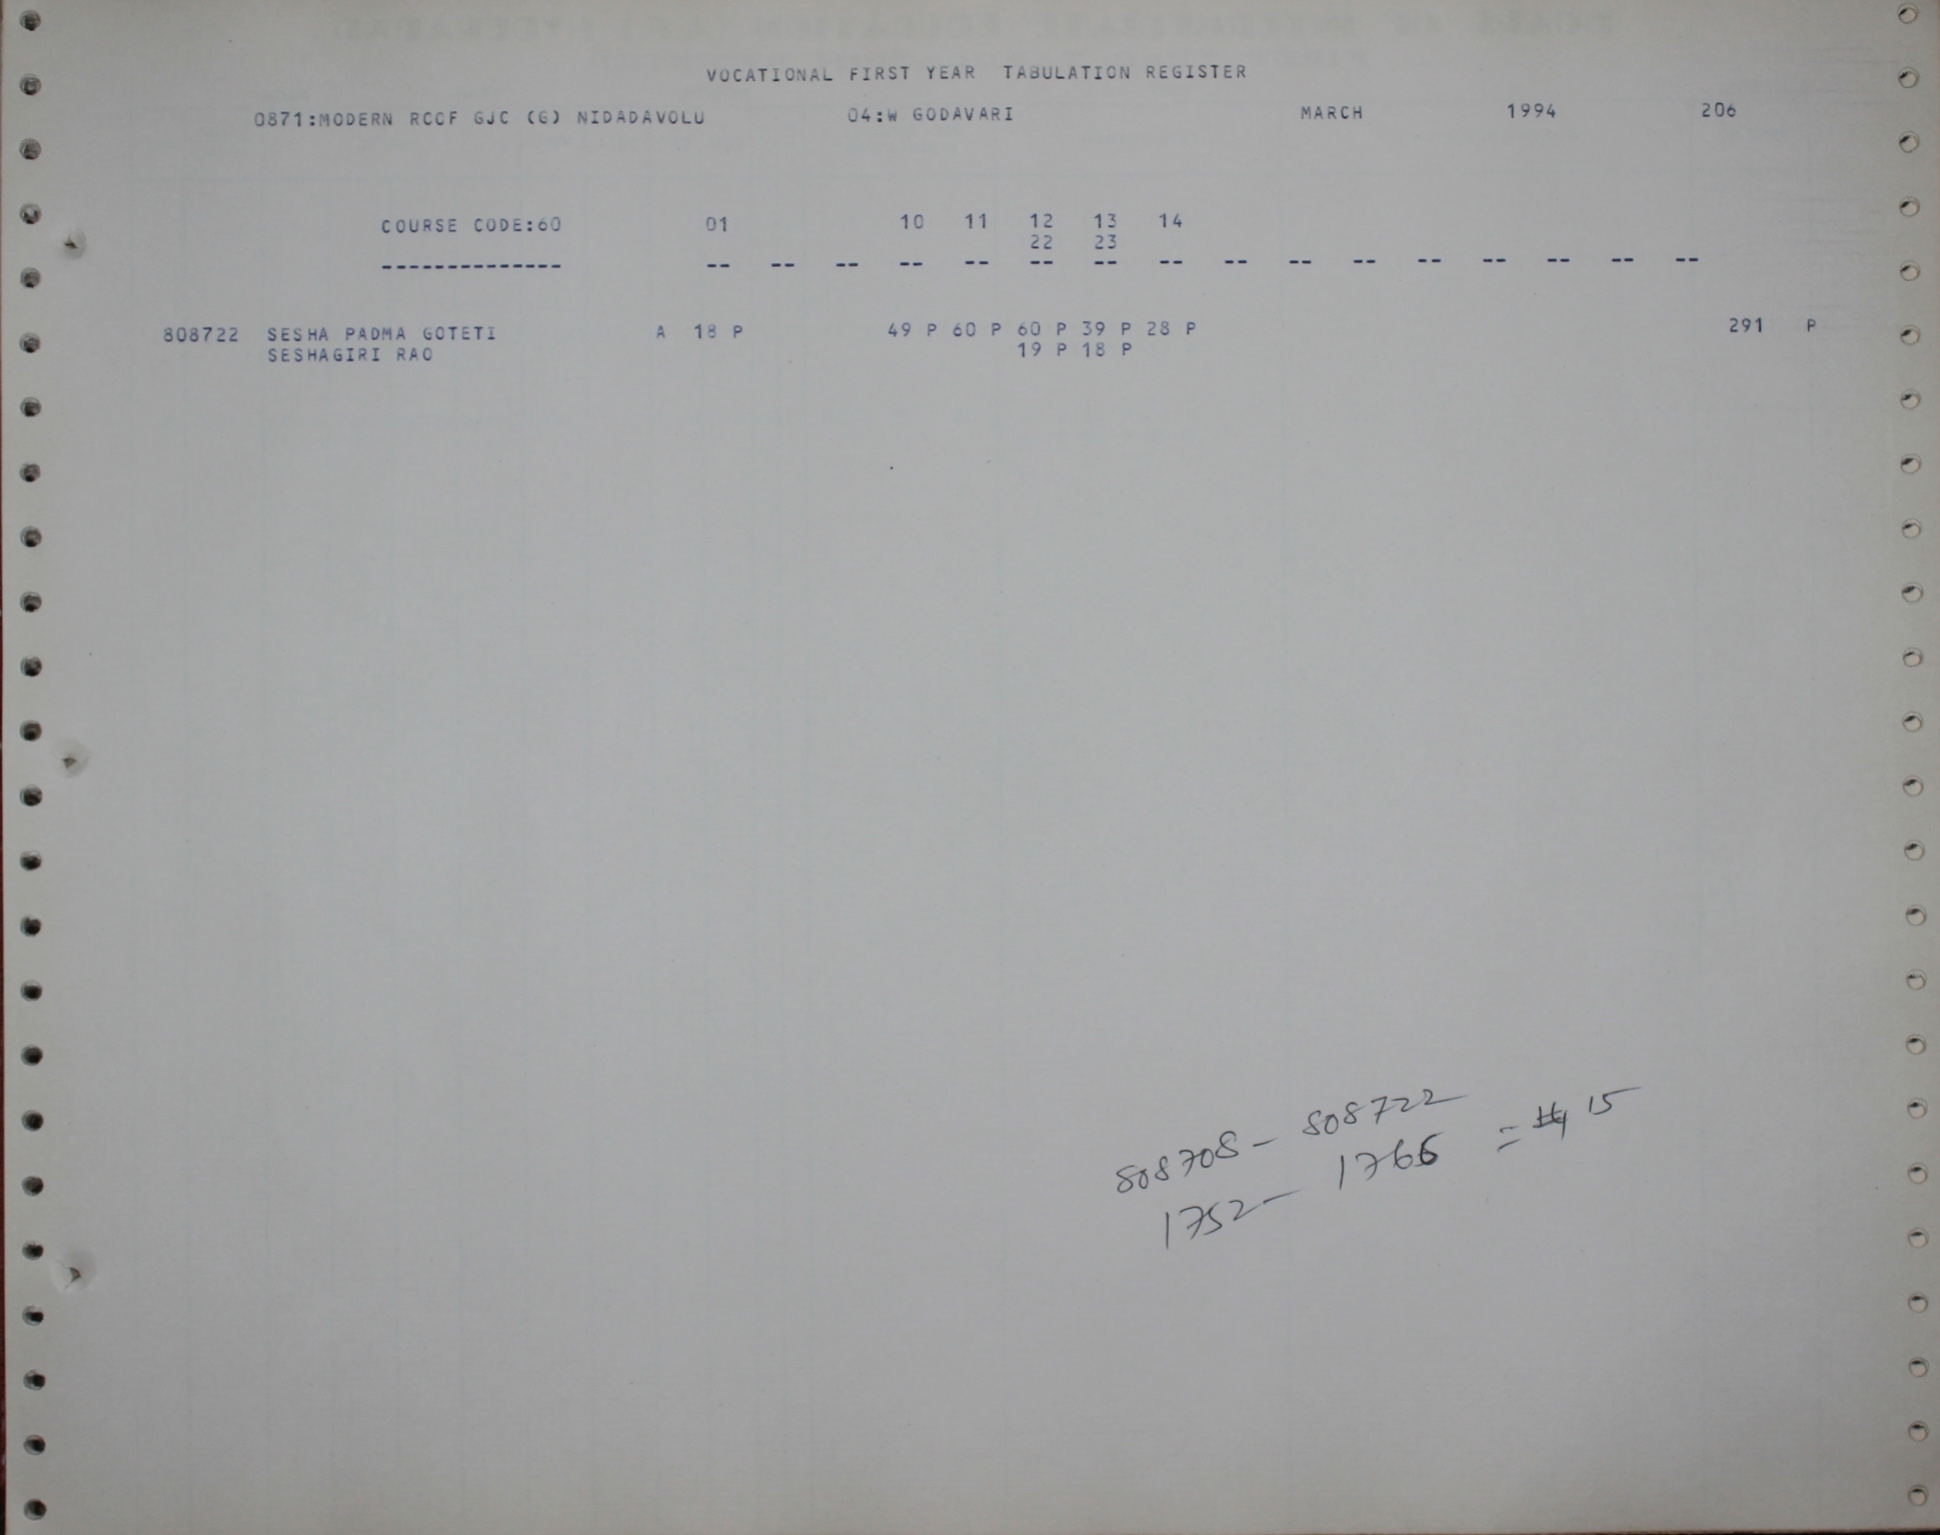 VOCATIONAL FIRST YEAR TABULATION REGISTER
0871:MODERN RCCF GJC (G) NIDADAVOLU 04:W GODAVARI MARCH 1994 206
COURSE CODE:60 01 10 11 12 13 14
22 23
-------------- -- -- -- -- -- -- -- -- -- -- -- -- -- -- -- --
808722 SESHA PADMA GOTETI A 18 P 49 P 60 P 60 P 39 P 28 P 291 P
SESHAGIRI RAO 19 P 18 P
808708 - 808722
1752 - 1766 = 15